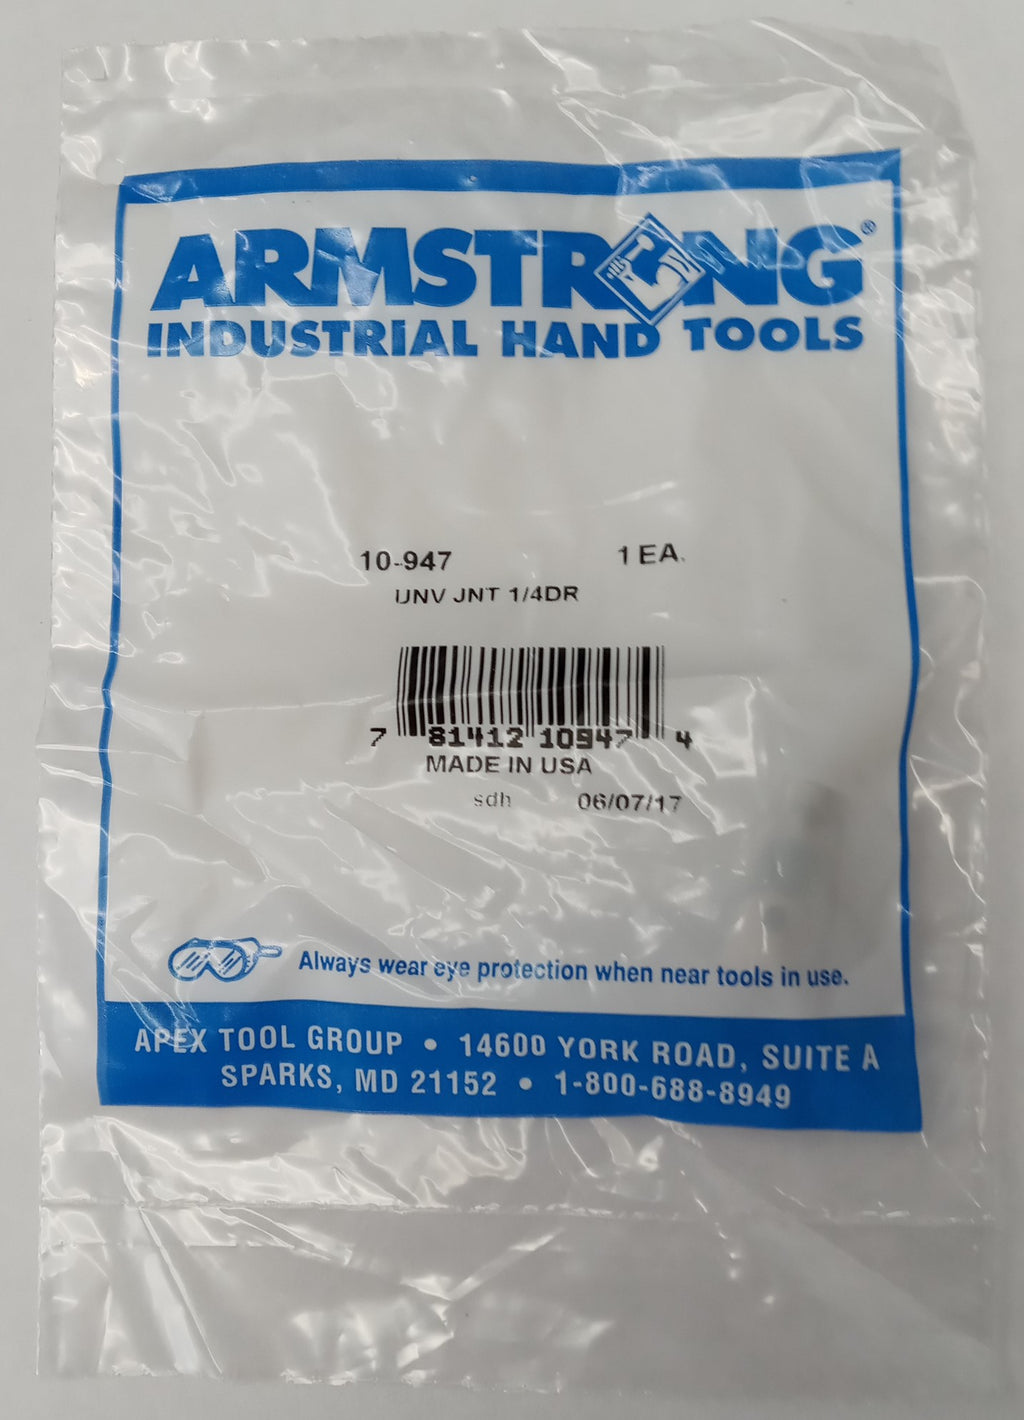 ARMSTRONG®
INDUSTRIAL HAND TOOLS
10-947 1 EA.
UNV JNT 1/4DR
7 81412 10947 4
MADE IN USA
sdh 06/07/17
Always wear eye protection when near tools in use.
APEX TOOL GROUP • 14600 YORK ROAD, SUITE A
SPARKS, MD 21152 • 1-800-688-8949